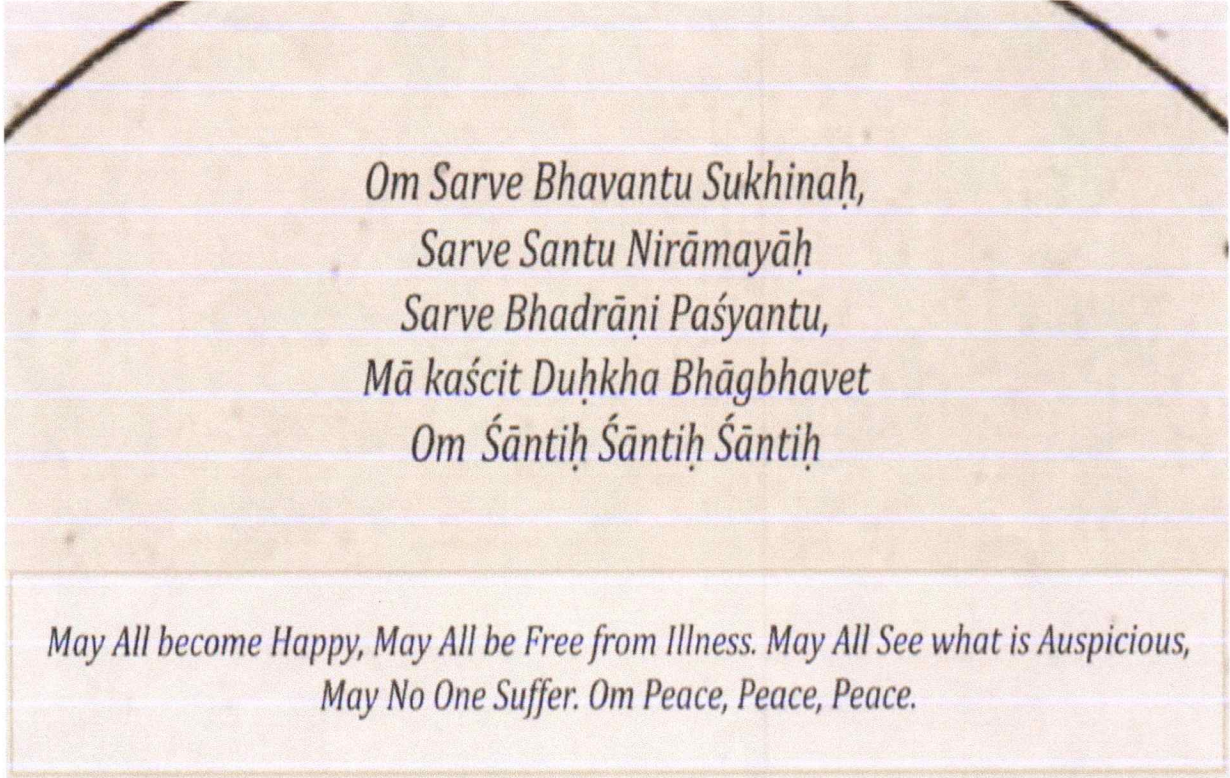 Om Sarve Bhavantu Sukhinaḥ,
Sarve Santu Nirāmayāḥ
Sarve Bhadrāṇi Paśyantu,
Mā kaścit Duḥkha Bhāgbhavet
Om Śāntiḥ Śāntiḥ Śāntiḥ
May All become Happy, May All be Free from Illness. May All See what is Auspicious,
May No One Suffer. Om Peace, Peace, Peace.